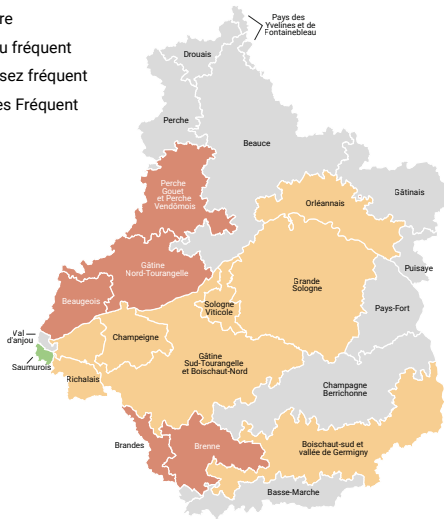 re
u fréquent
sez fréquent
es Fréquent
Pays des
Yvelines et de
Fontainebleau
Drouais
Perche
Beauce
Perche
Gouet
et Perche
Vendômois
Orléannais
Gâtinais
Gâtine
Nord-Tourangelle
Puisaye
Grande
Sologne
Beaugeois
Sologne
Viticole
Pays-Fort
Val
d'anjou
Champeigne
Saumurois
Gâtine
Sud-Tourangelle
et Boischaut-Nord
Richalais
Champagne
Berrichonne
Brandes
Brenne
Boischaut-sud et
vallée de Germigny
Basse-Marche